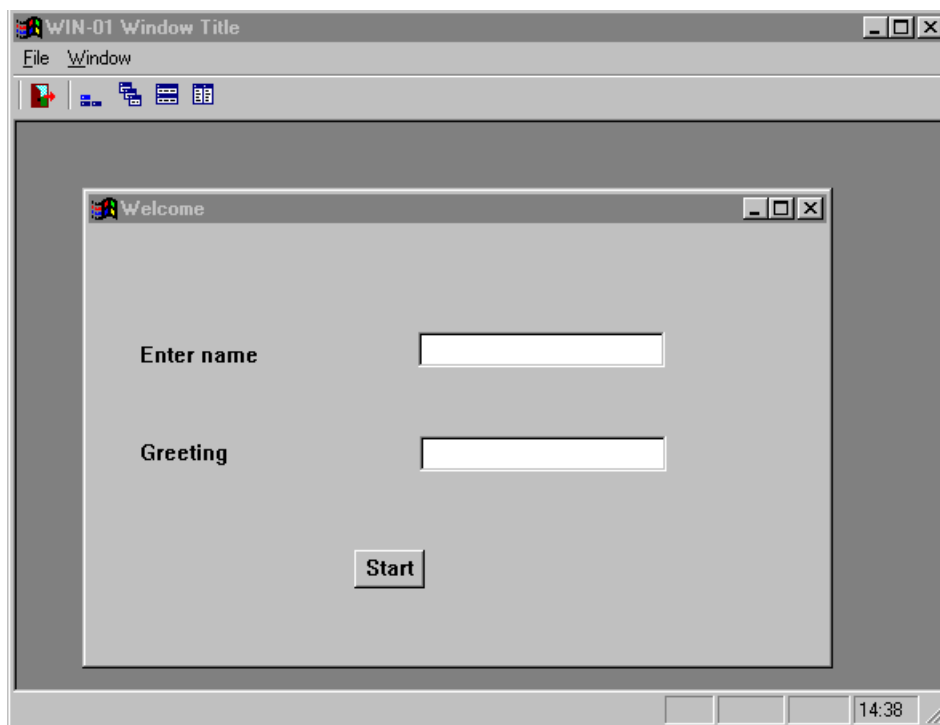 WIN-01 Window Title
File Window
Welcome
Enter name
Greeting
Start
14:38